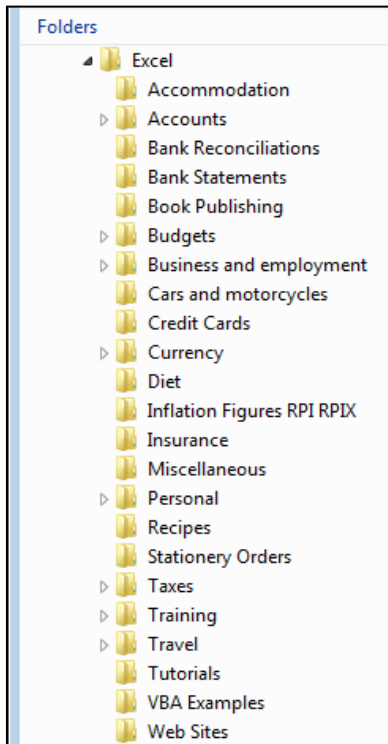 Folders
Excel
Accommodation
Accounts
Bank Reconciliations
Bank Statements
Book Publishing
Budgets
Business and employment
Cars and motorcycles
Credit Cards
Currency
Diet
Inflation Figures RPI RPIX
Insurance
Miscellaneous
Personal
Recipes
Stationery Orders
Taxes
Training
Travel
Tutorials
VBA Examples
Web Sites